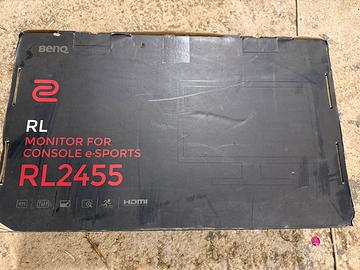 BenQ
RL
MONITOR FOR
CONSOLE e-SPORTS
RL2455
HDMI